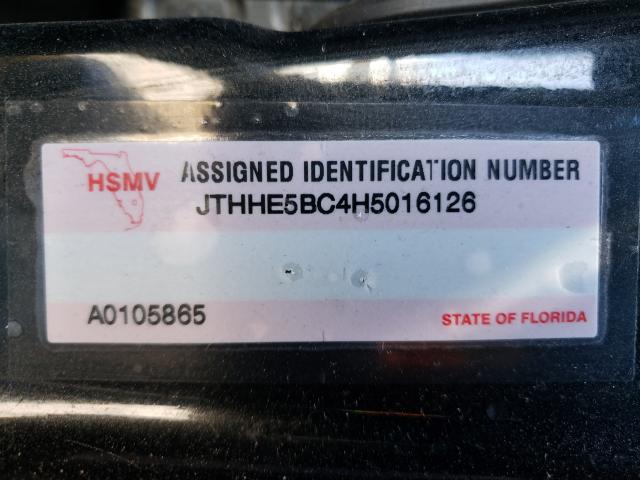 HSMV ASSIGNED IDENTIFICATION NUMBER
JTHHE5BC4H5016126
A0105865 STATE OF FLORIDA